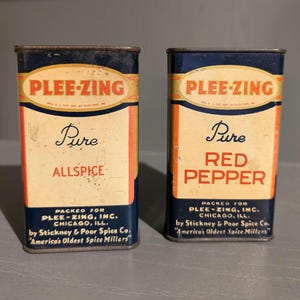 PLEE-ZING
Pure
ALLSPICE
PACKED FOR
PLEE-ZING, INC.
CHICAGO, ILL.
by Stickney & Poor Spice Co.
"America's Oldest Spice Millers"
PLEE-ZING
Pure
RED
PEPPER
PACKED FOR
PLEE-ZING, INC.
CHICAGO, ILL.
by Stickney & Poor Spice Co.
"America's Oldest Spice Millers"